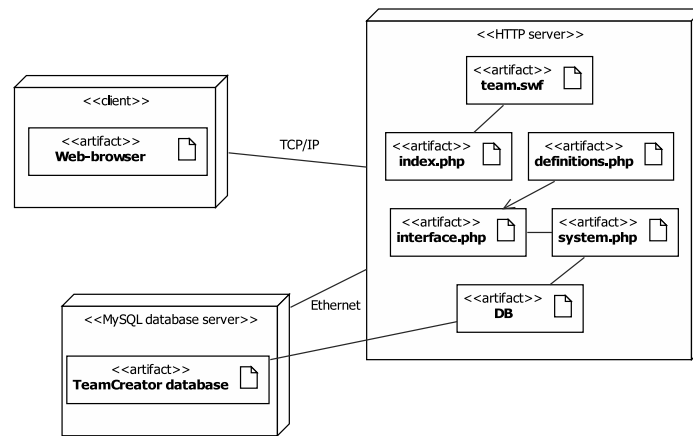 <<HTTP server>>
<<artifact>>
team.swf
<<client>>
<<artifact>>
Web-browser
TCP/IP
<<artifact>>
index.php
<<artifact>>
definitions.php
<<artifact>>
interface.php
<<artifact>>
system.php
Ethernet
<<artifact>>
DB
<<MySQL database server>>
<<artifact>>
TeamCreator database